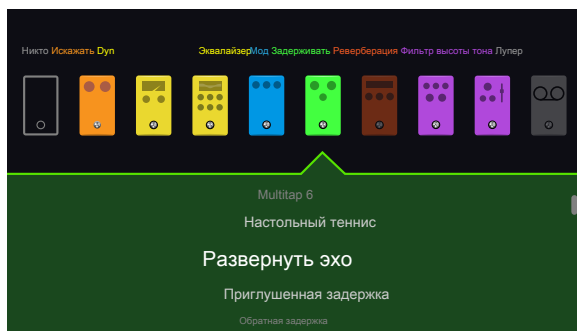 Никто Искажать Dyn Эквалайзер Мод Задерживать Реверберация Фильтр высоты тона Лупер
Multitap 6
Настольный теннис
Развернуть эхо
Приглушенная задержка
Обратная задержка